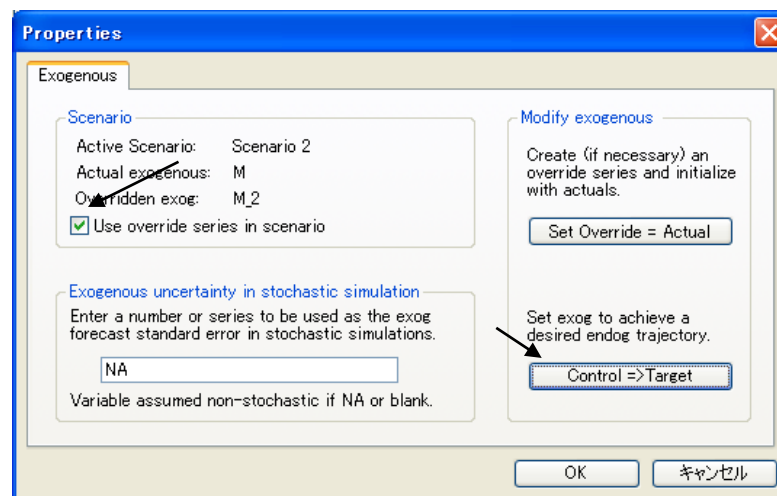 Properties
Exogenous
Scenario
Active Scenario: Scenario 2
Actual exogenous: M
Overridden exog: M_2
Use override series in scenario
Exogenous uncertainty in stochastic simulation
Enter a number or series to be used as the exog
forecast standard error in stochastic simulations.
NA
Variable assumed non-stochastic if NA or blank.
Modify exogenous
Create (if necessary) an
override series and initialize
with actuals.
Set Override = Actual
Set exog to achieve a
desired endog trajectory.
Control =>Target
OK
キャンセル